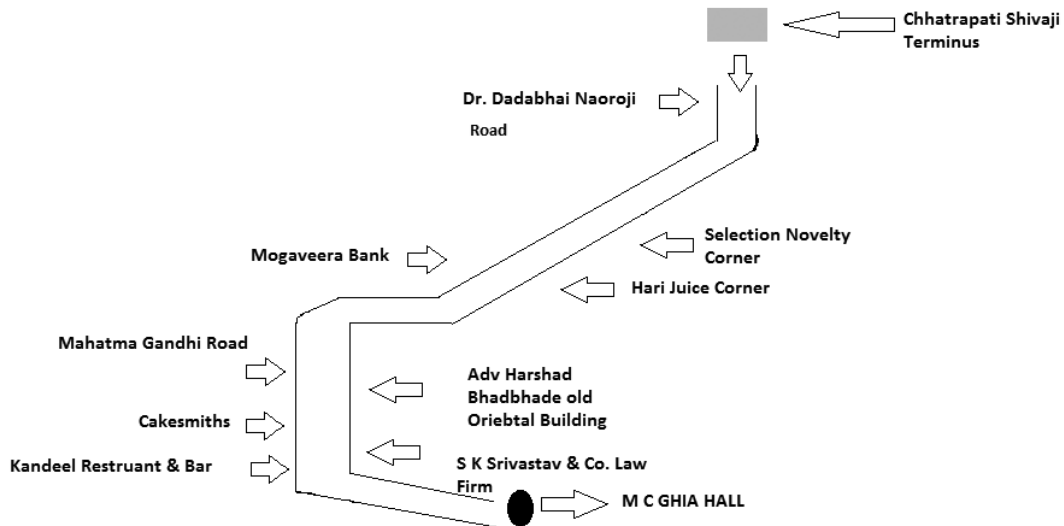 Chhatrapati Shivaji
Terminus
Dr. Dadabhai Naoroji
Road
Selection Novelty
Corner
Mogaveera Bank
Hari Juice Corner
Mahatma Gandhi Road
Adv Harshad
Bhadbhade old
Oriebtal Building
Cakesmiths
Kandeel Restruant & Bar
S K Srivastav & Co. Law
Firm
M C GHIA HALL